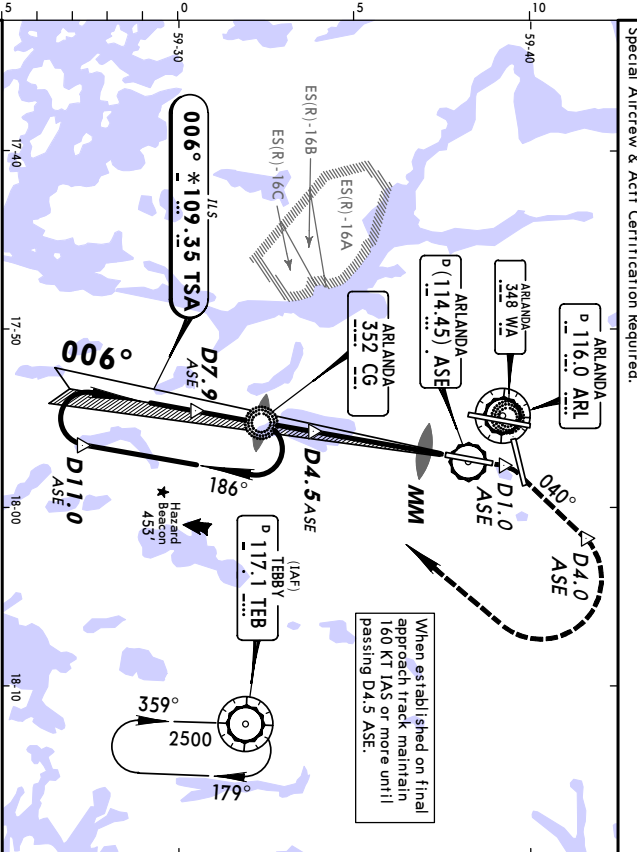 Special Aircrew & Acft Certification Required.
5
0
5
10
59-30
59-40
17-40
17-50
18-00
18-10
ES(R)-16B
ES(R)-16C
ES(R)-16A
ILS
006° *109.35 TSA
ARLANDA
D (114.45) . ASE
ARLANDA
348 WA
ARLANDA
D 116.0 ARL
ARLANDA
352 CG
006°
D7.9
ASE
D4.5 ASE
MM
D1.0
ASE
040°
D4.0
ASE
D11.0
ASE
186°
Hazard
Beacon
453'
(IAF)
TEBBY
D 117.1 TEB
When established on final
approach track maintain
160 KT IAS or more until
passing D4.5 ASE.
359°
2500
179°